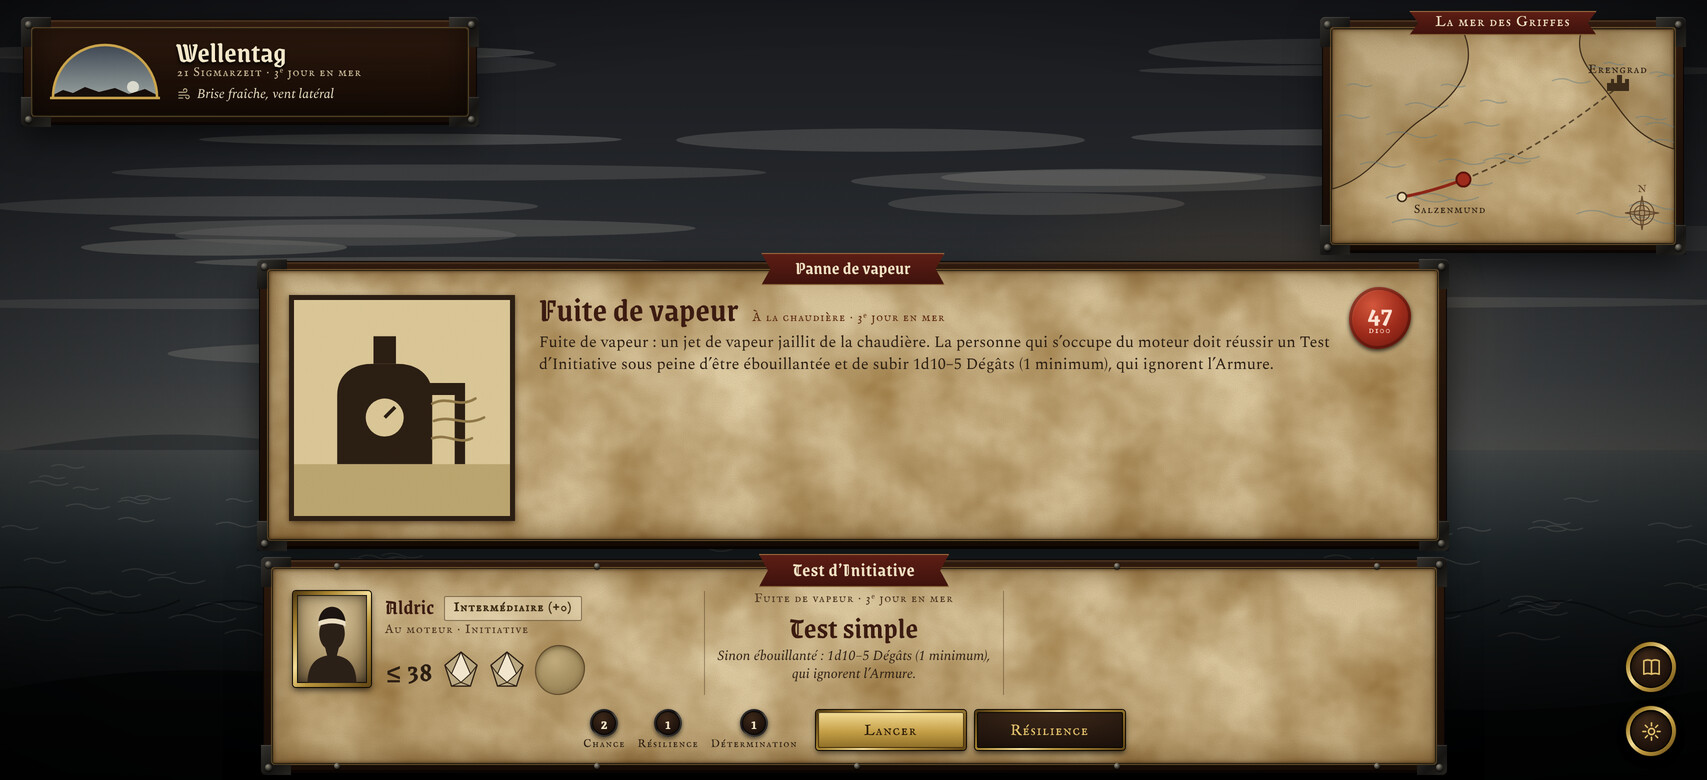 Wellentag
21 Sigmarzeit · 3e jour en mer
Brise fraîche, vent latéral
La mer des Griffes
Erengrad
Salzenmund
N
Panne de vapeur
Fuite de vapeur À la chaudière · 3e jour en mer
47
D100
Fuite de vapeur : un jet de vapeur jaillit de la chaudière. La personne qui s’occupe du moteur doit réussir un Test
d’Initiative sous peine d’être ébouillantée et de subir 1d10–5 Dégâts (1 minimum), qui ignorent l’Armure.
Test d’Initiative
Aldric Intermédiaire (+0)
Au moteur · Initiative
≤ 38
Fuite de vapeur · 3e jour en mer
Test simple
Sinon ébouillanté : 1d10–5 Dégâts (1 minimum),
qui ignorent l’Armure.
2 1 1
Chance Résilience Détermination
Lancer Résilience